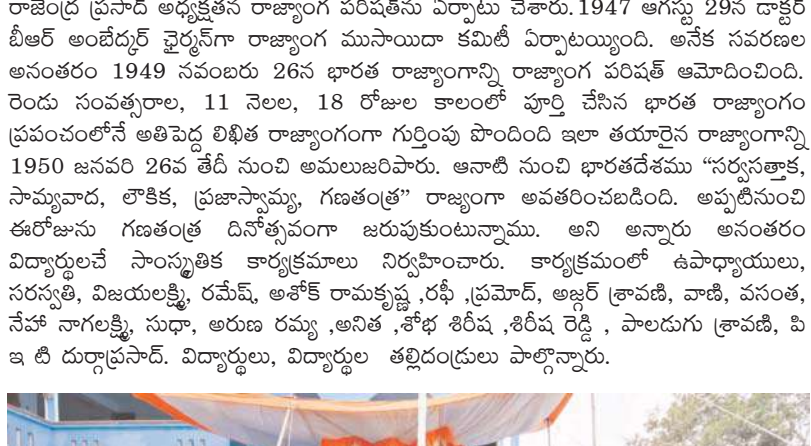 రాజేంద్ర ప్రసాద్ అధ్యక్షతన రాజ్యాంగ పరిషత్‌ను ఏర్పాటు చేశారు. 1947 ఆగస్టు 29న డాక్టర్
బీఆర్ అంబేద్కర్ ఛైర్మన్‌గా రాజ్యాంగ ముసాయిదా కమిటీ ఏర్పాటయ్యింది. అనేక సవరణల
అనంతరం 1949 నవంబరు 26న భారత రాజ్యాంగాన్ని రాజ్యాంగ పరిషత్ ఆమోదించింది.
రెండు సంవత్సరాల, 11 నెలల, 18 రోజుల కాలంలో పూర్తి చేసిన భారత రాజ్యాంగం
ప్రపంచంలోనే అతిపెద్ద లిఖిత రాజ్యాంగంగా గుర్తింపు పొందింది ఇలా తయారైన రాజ్యాంగాన్ని
1950 జనవరి 26వ తేదీ నుంచి అమలుజరిపారు. ఆనాటి నుంచి భారతదేశము “సర్వసత్తాక,
సామ్యవాద, లౌకిక, ప్రజాస్వామ్య, గణతంత్ర” రాజ్యంగా అవతరించబడింది. అప్పటినుంచి
ఈరోజును గణతంత్ర దినోత్సవంగా జరుపుకుంటున్నాము. అని అన్నారు అనంతరం
విద్యార్థులచే సాంస్కృతిక కార్యక్రమాలు నిర్వహించారు. కార్యక్రమంలో ఉపాధ్యాయులు,
సరస్వతి, విజయలక్ష్మి, రమేష్, అశోక్ రామకృష్ణ ,రఫీ ,ప్రమోద్, అజ్గర్ శ్రావణి, వాణి, వసంత,
నేహా నాగలక్ష్మి, సుధా, అరుణ రమ్య ,అనిత ,శోభ శిరీష ,శిరీష రెడ్డి , పాలడుగు శ్రావణి, పి
ఇ టి దుర్గాప్రసాద్. విద్యార్థులు, విద్యార్థుల తల్లిదండ్రులు పాల్గొన్నారు.